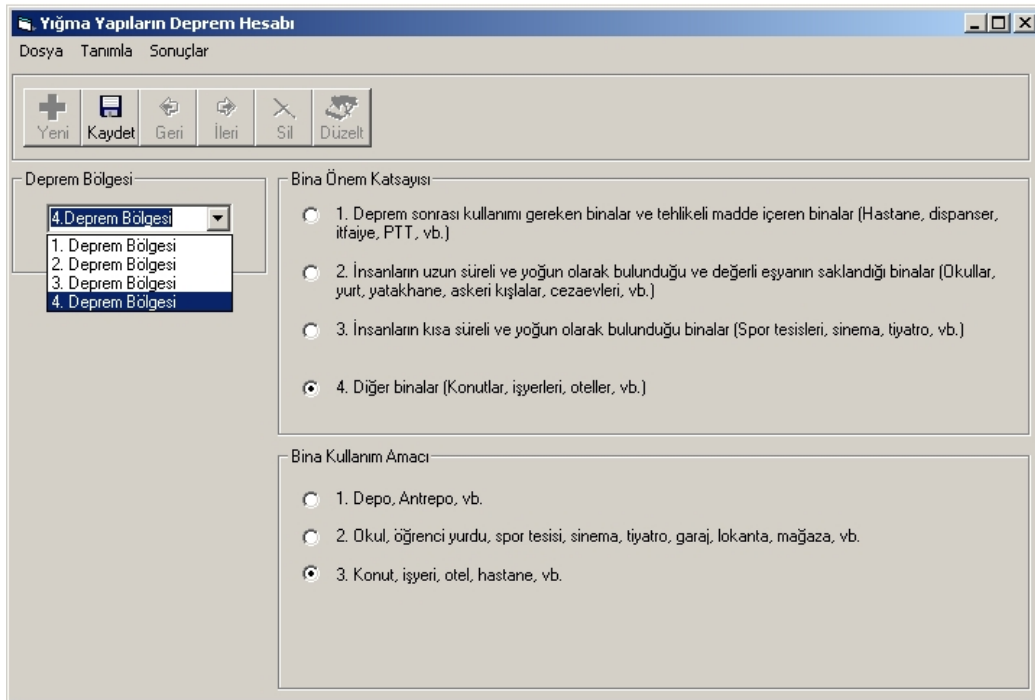 Yığma Yapıların Deprem Hesabı
Dosya Tanımla Sonuçlar
Yeni Kaydet Geri İleri Sil Düzelt
Deprem Bölgesi
4.Deprem Bölgesi
1. Deprem Bölgesi
2. Deprem Bölgesi
3. Deprem Bölgesi
4. Deprem Bölgesi
Bina Önem Katsayısı
1. Deprem sonrası kullanımı gereken binalar ve tehlikeli madde içeren binalar (Hastane, dispanser,
itfaiye, PTT, vb.)
2. İnsanların uzun süreli ve yoğun olarak bulunduğu ve değerli eşyanın saklandığı binalar (Okullar,
yurt, yatakhane, askeri kışlalar, cezaevleri, vb.)
3. İnsanların kısa süreli ve yoğun olarak bulunduğu binalar (Spor tesisleri, sinema, tiyatro, vb.)
4. Diğer binalar (Konutlar, işyerleri, oteller, vb.)
Bina Kullanım Amacı
1. Depo, Antrepo, vb.
2. Okul, öğrenci yurdu, spor tesisi, sinema, tiyatro, garaj, lokanta, mağaza, vb.
3. Konut, işyeri, otel, hastane, vb.